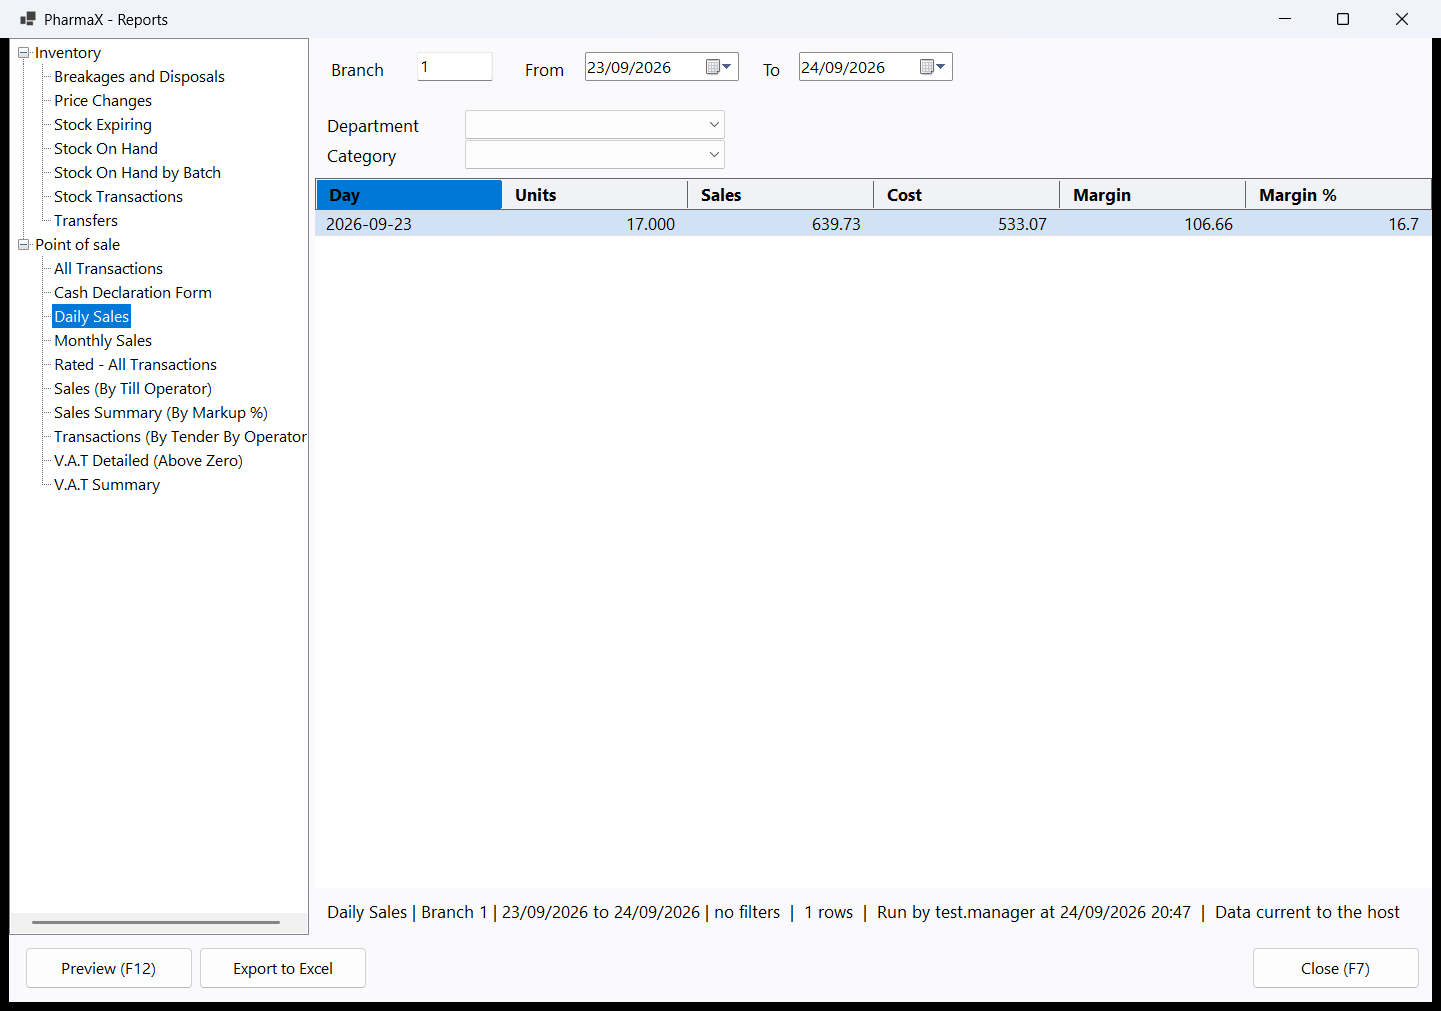 PharmaX - Reports
Inventory
Breakages and Disposals
Price Changes
Stock Expiring
Stock On Hand
Stock On Hand by Batch
Stock Transactions
Transfers
Point of sale
All Transactions
Cash Declaration Form
Daily Sales
Monthly Sales
Rated - All Transactions
Sales (By Till Operator)
Sales Summary (By Markup %)
Transactions (By Tender By Operator
V.A.T Detailed (Above Zero)
V.A.T Summary
Branch 1 From 23/09/2026 To 24/09/2026
Department
Category
Day Units Sales Cost Margin Margin %
2026-09-23 17.000 639.73 533.07 106.66 16.7
Daily Sales | Branch 1 | 23/09/2026 to 24/09/2026 | no filters | 1 rows | Run by test.manager at 24/09/2026 20:47 | Data current to the host
Preview (F12) Export to Excel Close (F7)